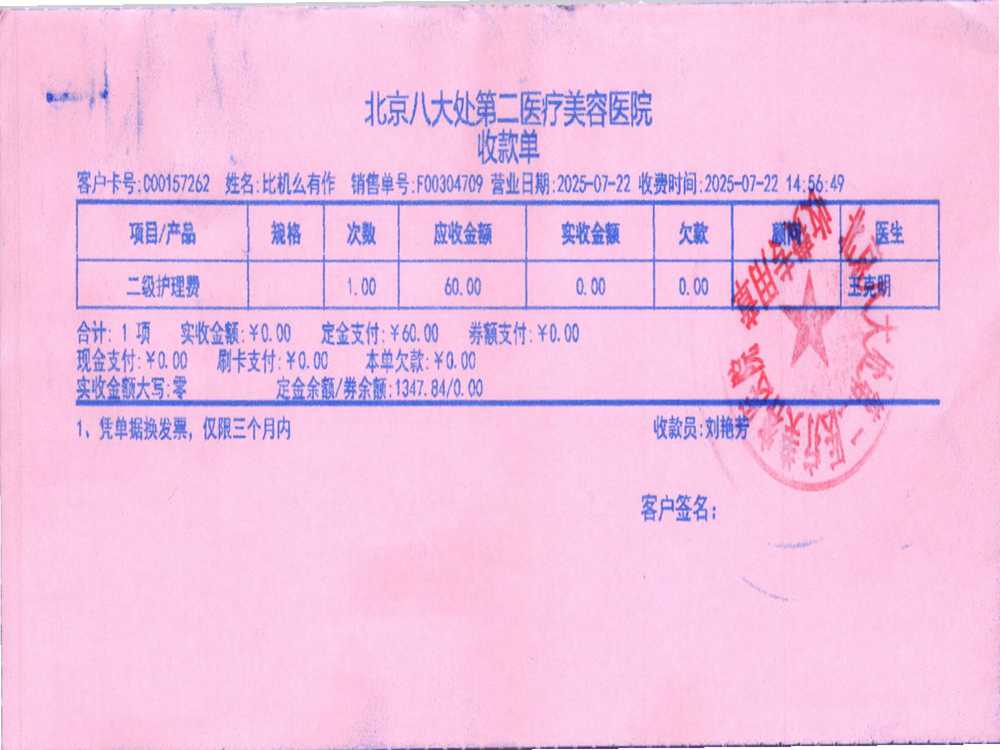 北京八大处第二医疗美容医院
收款单
客户卡号:C00157262 姓名:比机么有作 销售单号:F00304709 营业日期:2025-07-22 收费时间:2025-07-22 14:56:49
项目/产品 规格 次数 应收金额 实收金额 欠款 顾问 医生
二级护理费 1.00 60.00 0.00 0.00 王克明
合计: 1 项 实收金额:¥0.00 定金支付:¥60.00 券额支付:¥0.00
现金支付:¥0.00 刷卡支付:¥0.00 本单欠款:¥0.00
实收金额大写:零 定金余额/券余额:1347.84/0.00
1、凭单据换发票, 仅限三个月内 收款员:刘艳芳
客户签名:
收费专用章